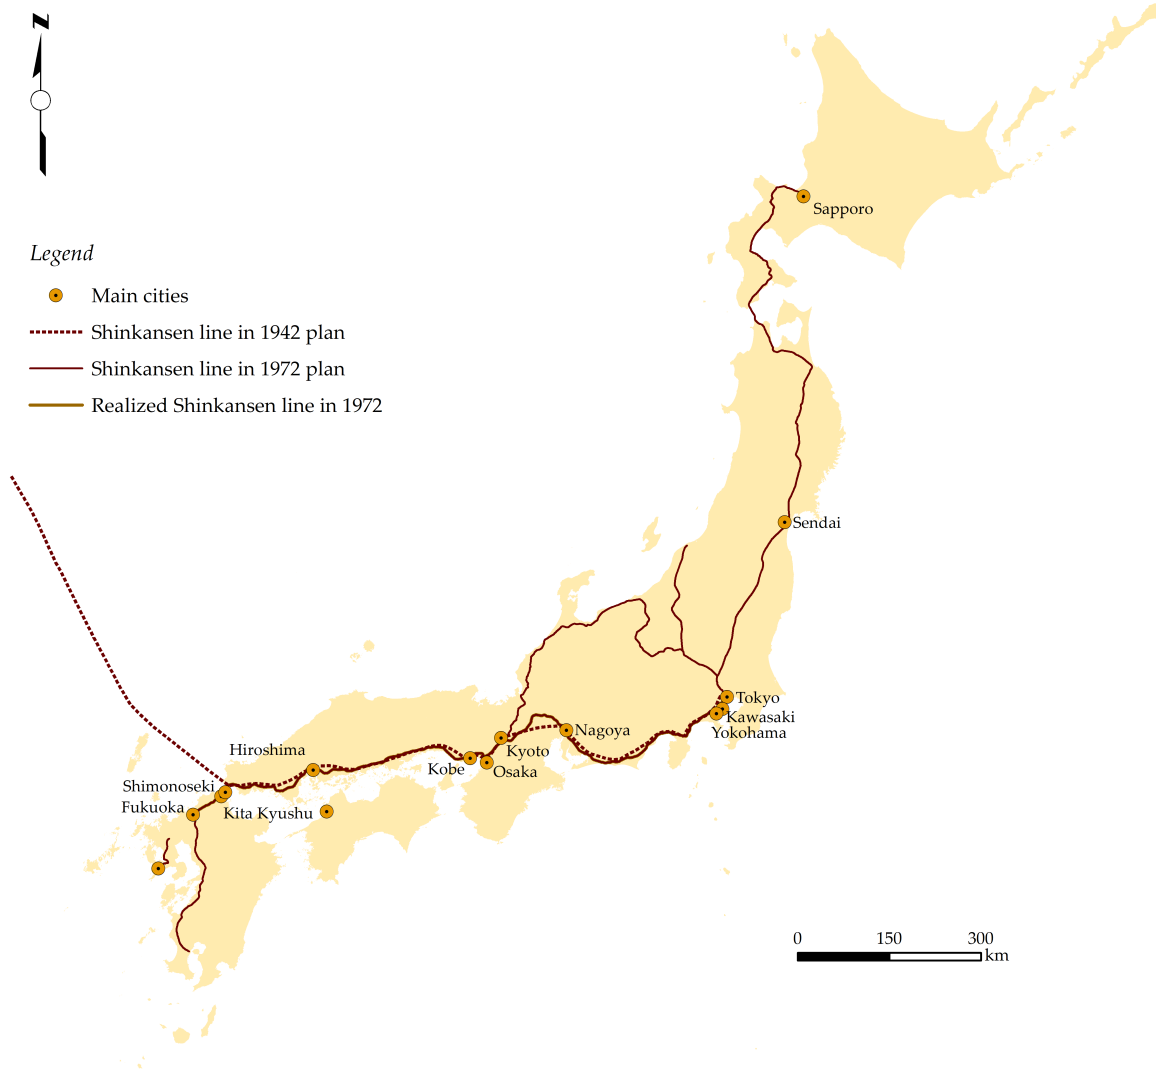 N
Sapporo
Legend
Main cities
Shinkansen line in 1942 plan
Shinkansen line in 1972 plan
Realized Shinkansen line in 1972
Sendai
Tokyo
Kawasaki
Yokohama
Nagoya
Kyoto
Hiroshima
Kobe
Osaka
Shimonoseki
Fukuoka
Kita Kyushu
0 150 300
km